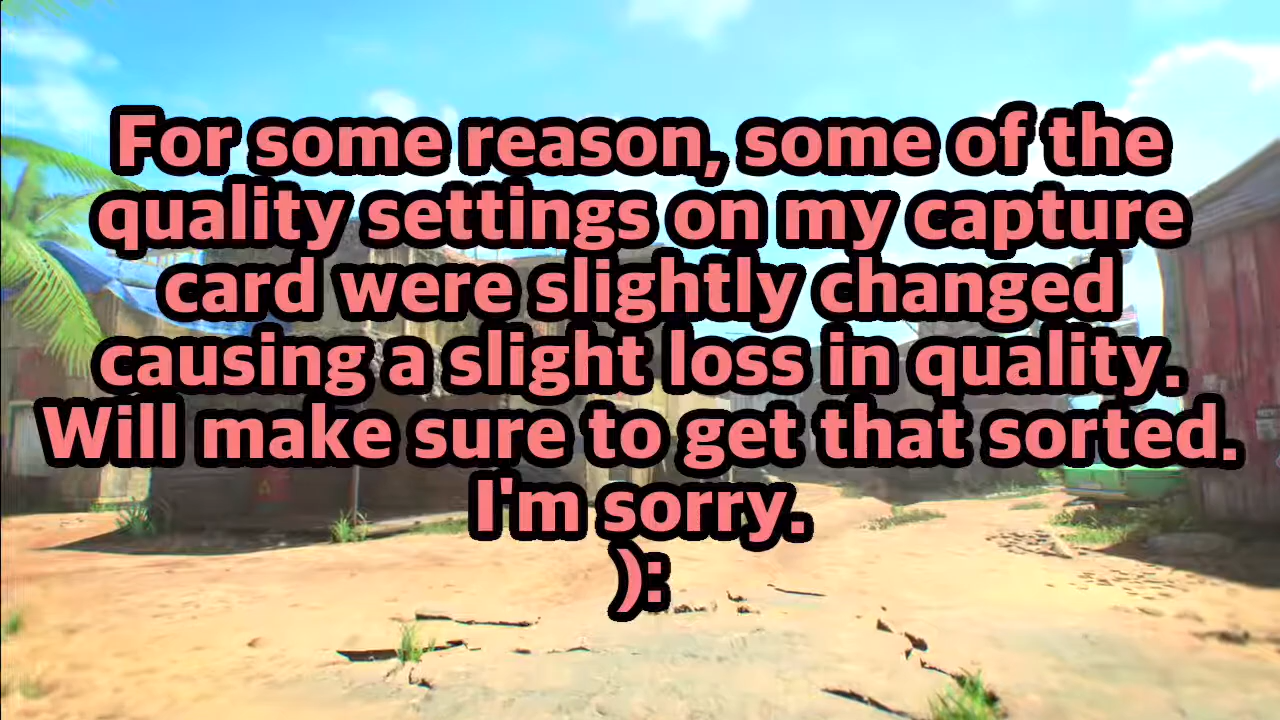 For some reason, some of the
quality settings on my capture
card were slightly changed
causing a slight loss in quality.
Will make sure to get that sorted.
I'm sorry.
):